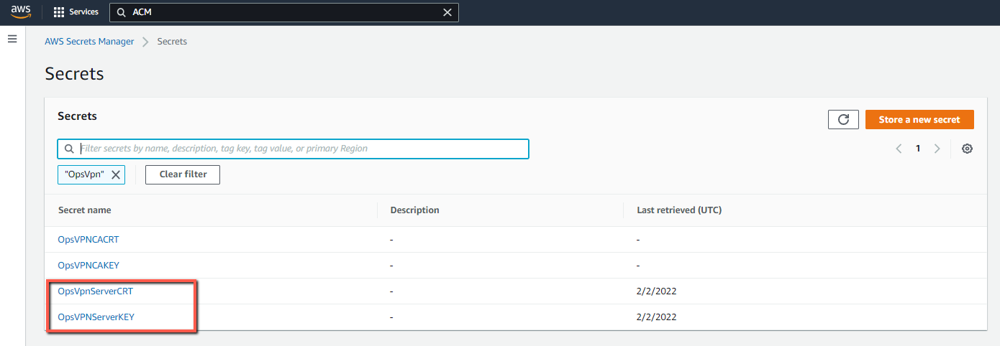 aws Services ACM
AWS Secrets Manager Secrets
Secrets
Secrets
Store a new secret
Filter secrets by name, description, tag key, tag value, or primary Region
1
"OpsVpn" Clear filter
Secret name Description Last retrieved (UTC)
OpsVPNCACRT - -
OpsVPNCAKEY - -
OpsVpnServerCRT - 2/2/2022
OpsVPNServerKEY - 2/2/2022